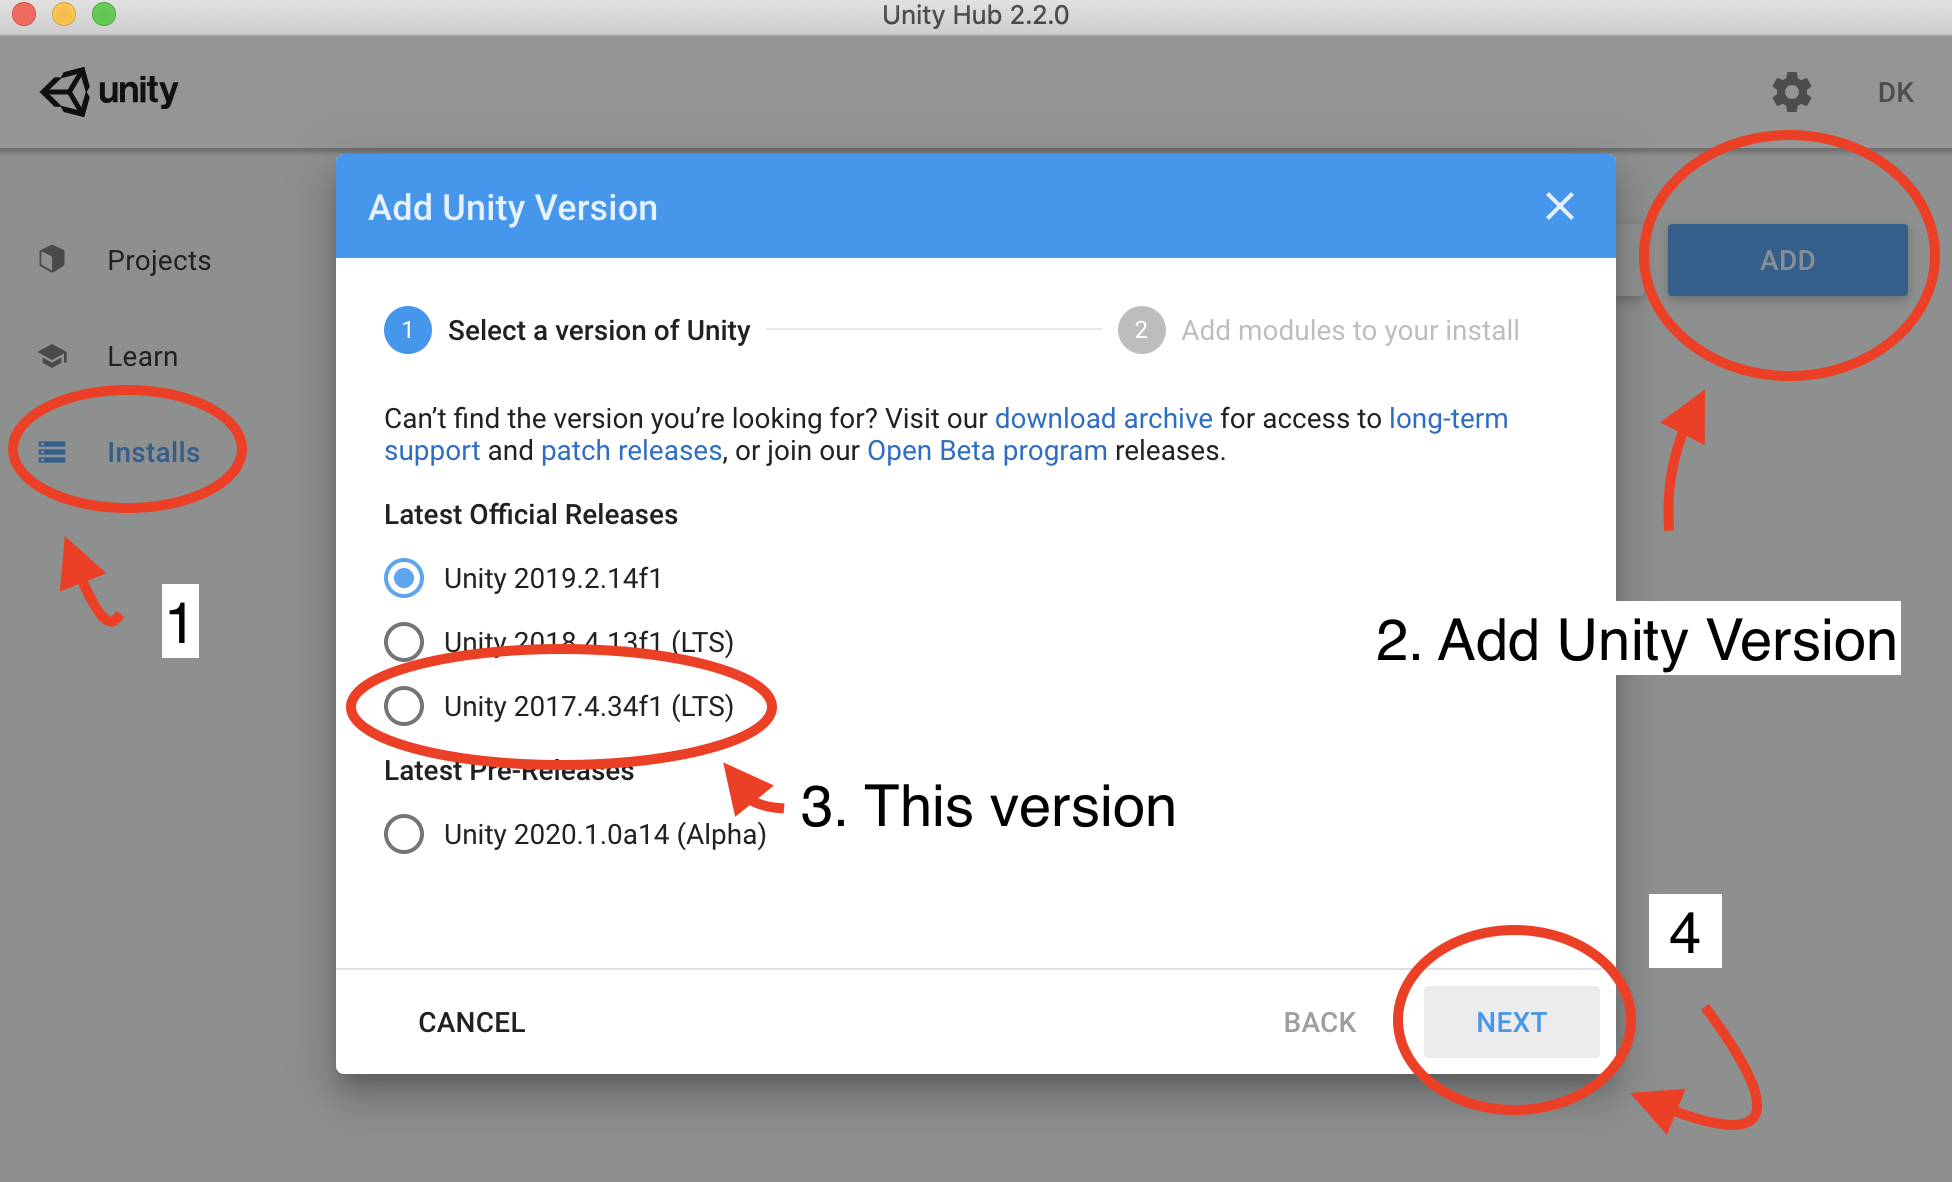 Unity Hub 2.2.0
unity
DK
Add Unity Version
ADD
Projects
Learn
Installs
1 Select a version of Unity
2 Add modules to your install
Can’t find the version you’re looking for? Visit our download archive for access to long-term
support and patch releases, or join our Open Beta program releases.
Latest Official Releases
Unity 2019.2.14f1
Unity 2018.4.13f1 (LTS)
Unity 2017.4.34f1 (LTS)
Latest Pre-Releases
Unity 2020.1.0a14 (Alpha)
1
2. Add Unity Version
3. This version
4
CANCEL
BACK
NEXT